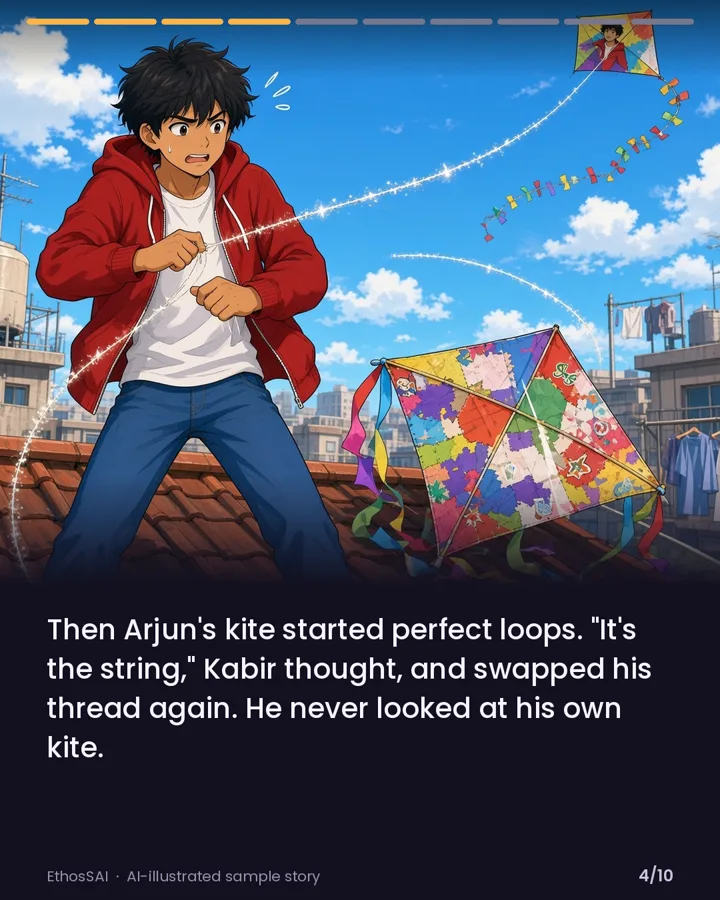 Then Arjun's kite started perfect loops. "It's
the string," Kabir thought, and swapped his
thread again. He never looked at his own
kite.
EthosSAI · AI-illustrated sample story
4/10